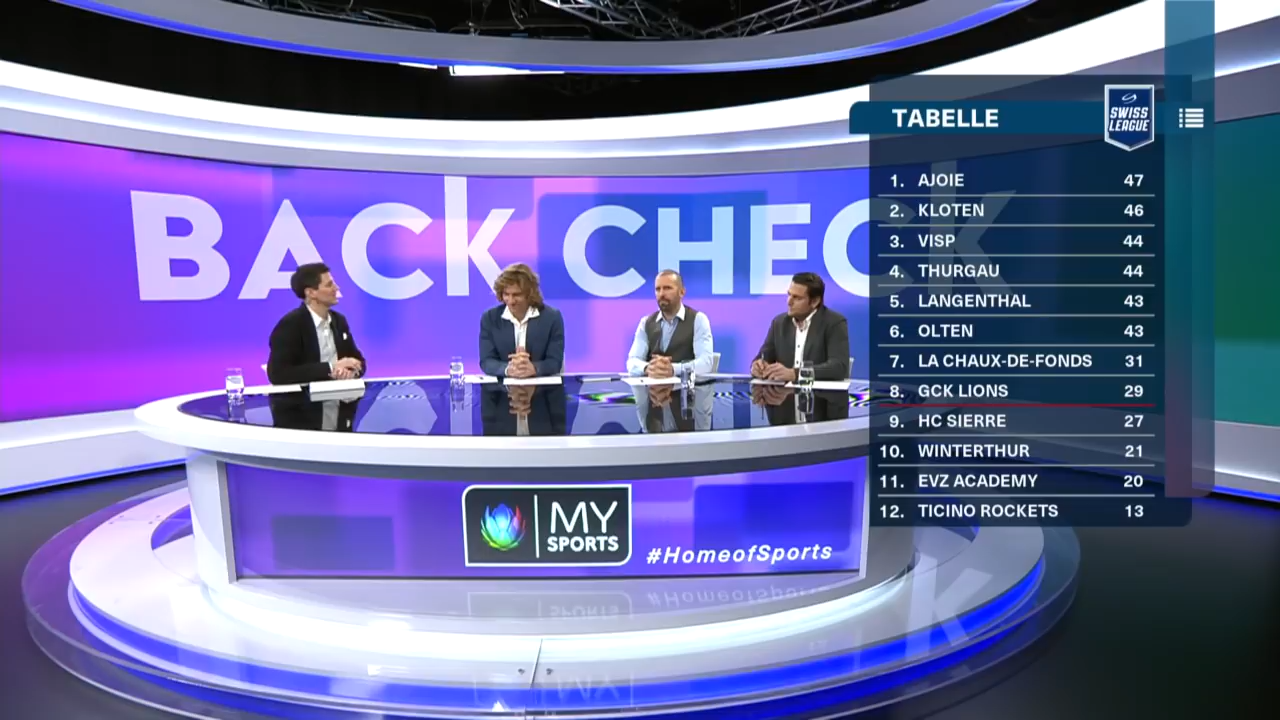 BACK CHECK
TABELLE
SWISS LEAGUE
1. AJOIE 47
2. KLOTEN 46
3. VISP 44
4. THURGAU 44
5. LANGENTHAL 43
6. OLTEN 43
7. LA CHAUX-DE-FONDS 31
8. GCK LIONS 29
9. HC SIERRE 27
10. WINTERTHUR 21
11. EVZ ACADEMY 20
12. TICINO ROCKETS 13
MY
SPORTS
#HomeofSports